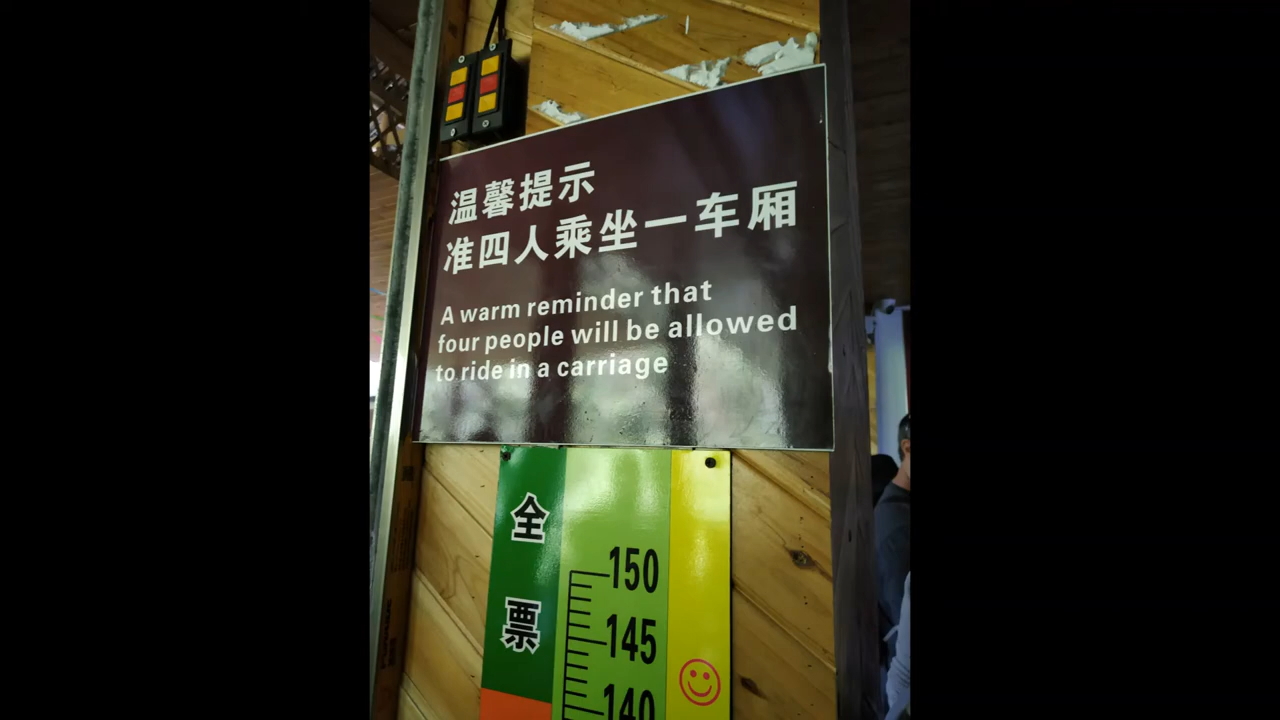 温馨提示
准四人乘坐一车厢
A warm reminder that
four people will be allowed
to ride in a carriage
全票
150
145
140